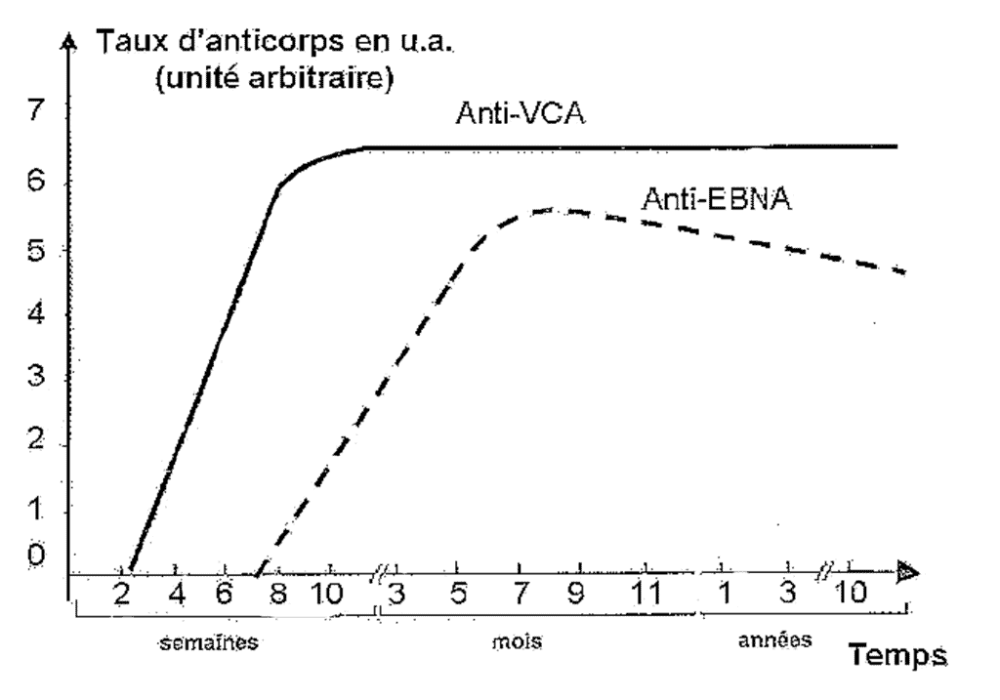 Taux d'anticorps en u.a.
(unité arbitraire)
7
Anti-VCA
6
Anti-EBNA
5
4
3
2
1
0
2 4 6 8 10 3 5 7 9 11 1 3 10
semaines mois années
Temps